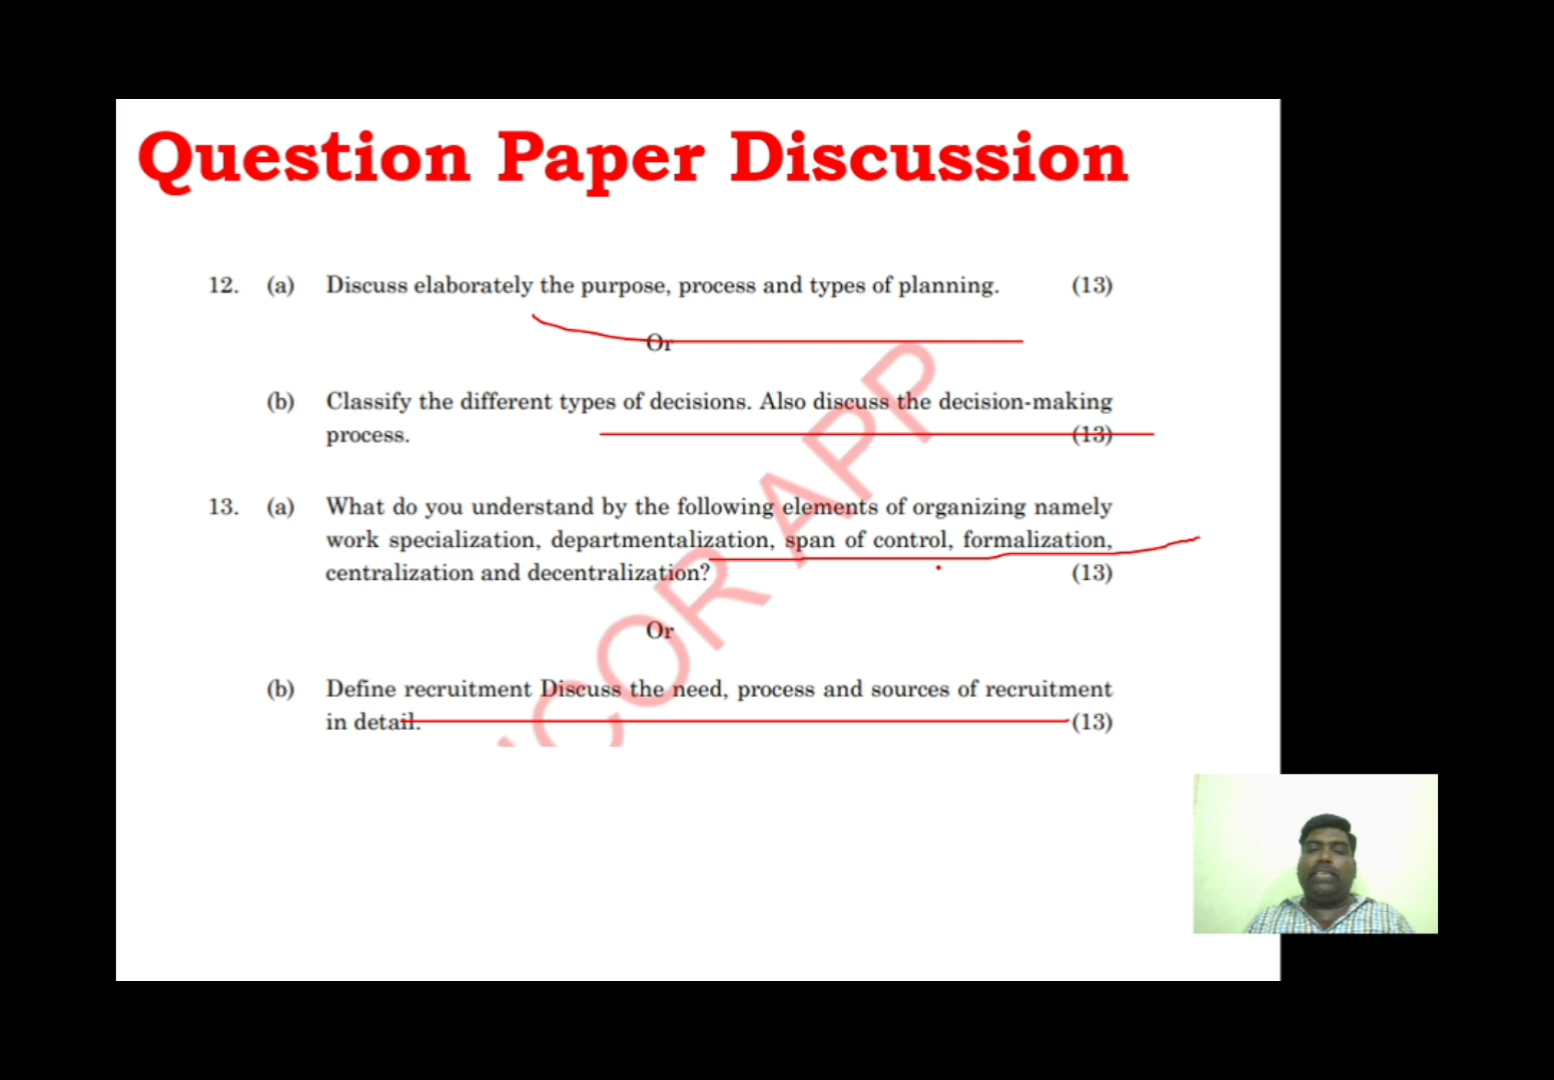 Question Paper Discussion
12. (a) Discuss elaborately the purpose, process and types of planning. (13)
Or
(b) Classify the different types of decisions. Also discuss the decision-making
process. (13)
13. (a) What do you understand by the following elements of organizing namely
work specialization, departmentalization, span of control, formalization,
centralization and decentralization? (13)
Or
(b) Define recruitment Discuss the need, process and sources of recruitment
in detail. (13)
COR APP